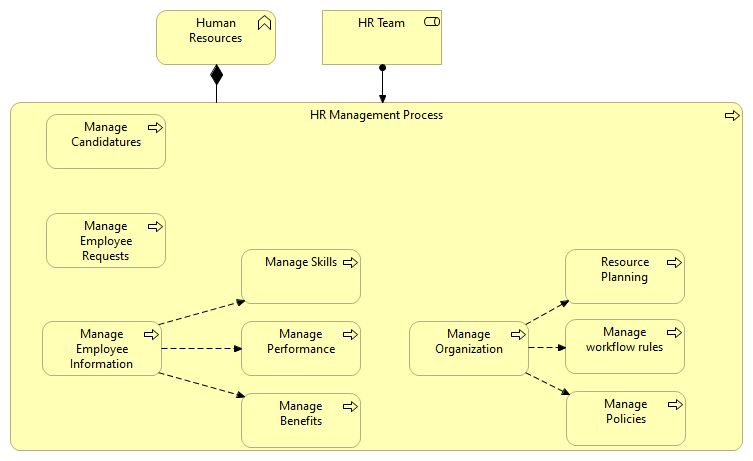 Human
Resources
HR Team
HR Management Process
Manage
Candidatures
Manage
Employee
Requests
Manage Skills
Resource
Planning
Manage
Employee
Information
Manage
Performance
Manage
Organization
Manage
workflow rules
Manage
Benefits
Manage
Policies